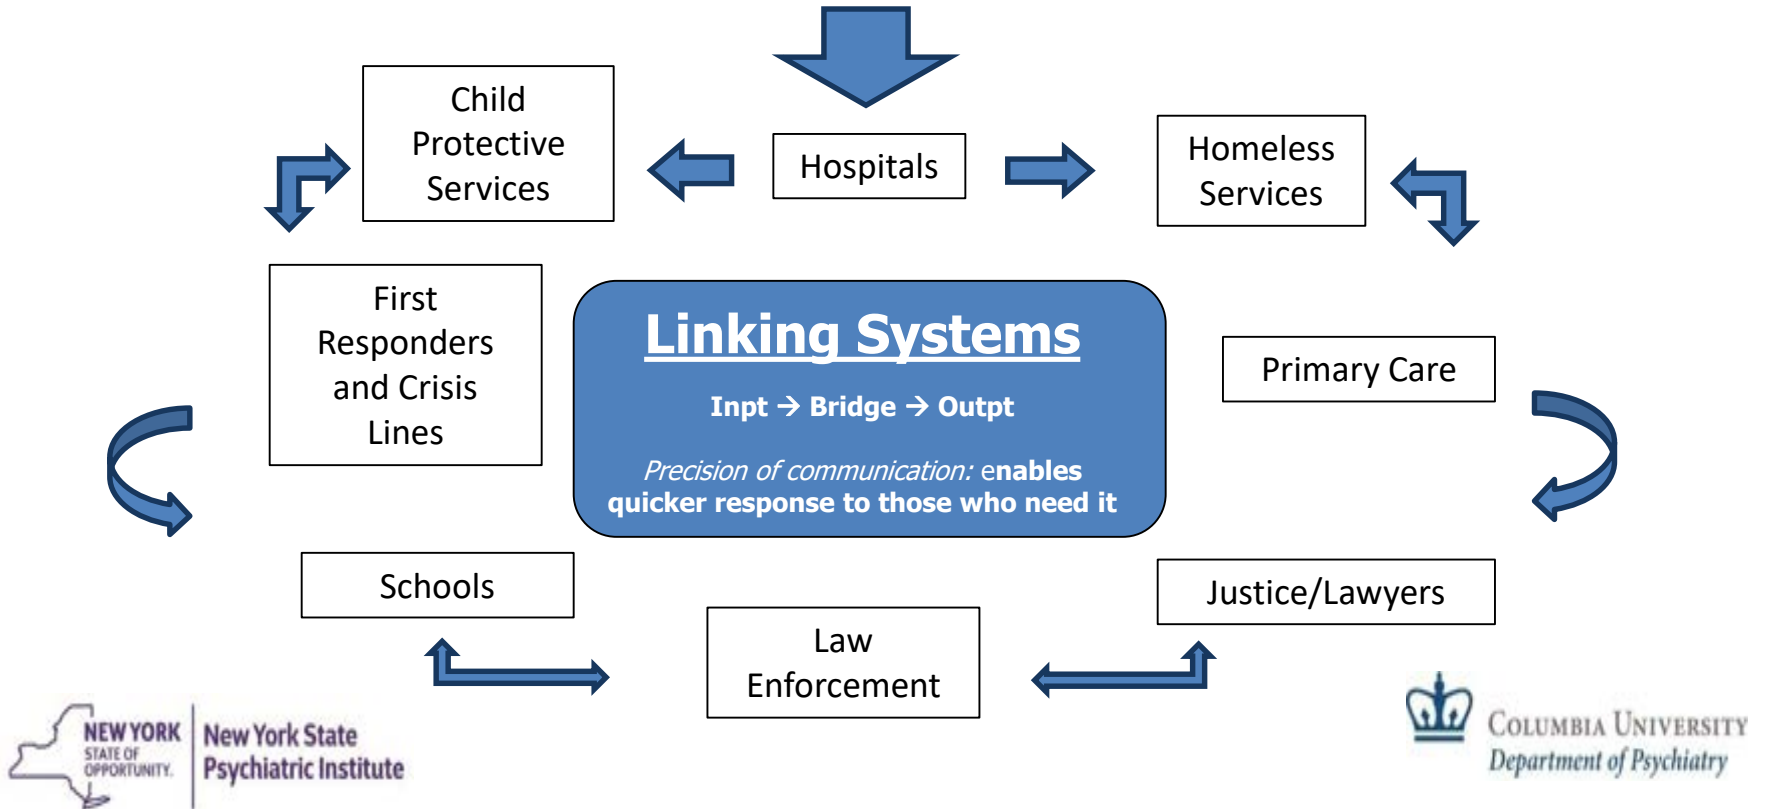 Child
Protective
Services
Hospitals
Homeless
Services
First
Responders
and Crisis
Lines
Linking Systems
Inpt → Bridge → Outpt
Precision of communication: enables
quicker response to those who need it
Primary Care
Schools
Law
Enforcement
Justice/Lawyers
NEW YORK
STATE OF
OPPORTUNITY.
New York State
Psychiatric Institute
COLUMBIA UNIVERSITY
Department of Psychiatry